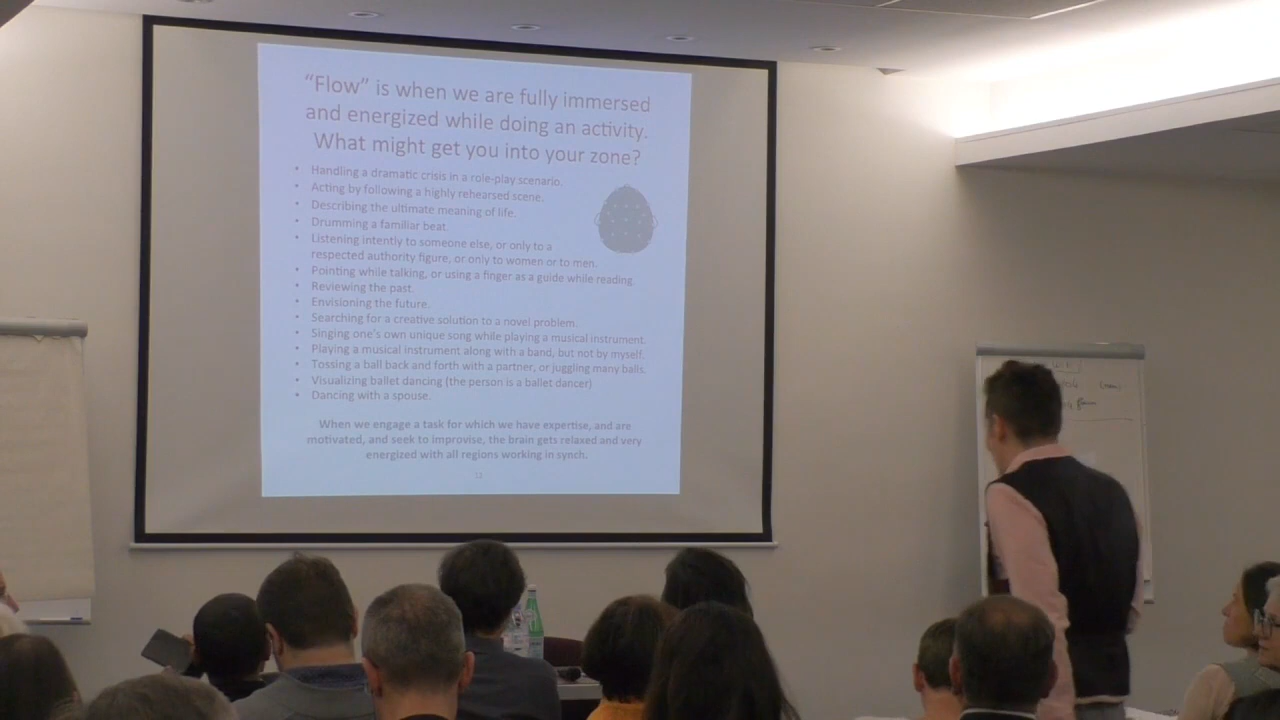 “Flow” is when we are fully immersed
and energized while doing an activity.
What might get you into your zone?
• Handling a dramatic crisis in a role-play scenario.
• Acting by following a highly rehearsed scene.
• Describing the ultimate meaning of life.
• Drumming a familiar beat.
• Listening intently to someone else, or only to a
respected authority figure, or only to women or to men.
• Pointing while talking, or using a finger as a guide while reading.
• Reviewing the past.
• Envisioning the future.
• Searching for a creative solution to a novel problem.
• Singing one’s own unique song while playing a musical instrument.
• Playing a musical instrument along with a band, but not by myself.
• Tossing a ball back and forth with a partner, or juggling many balls.
• Visualizing ballet dancing (the person is a ballet dancer)
• Dancing with a spouse.
When we engage a task for which we have expertise, and are
motivated, and seek to improvise, the brain gets relaxed and very
energized with all regions working in synch.